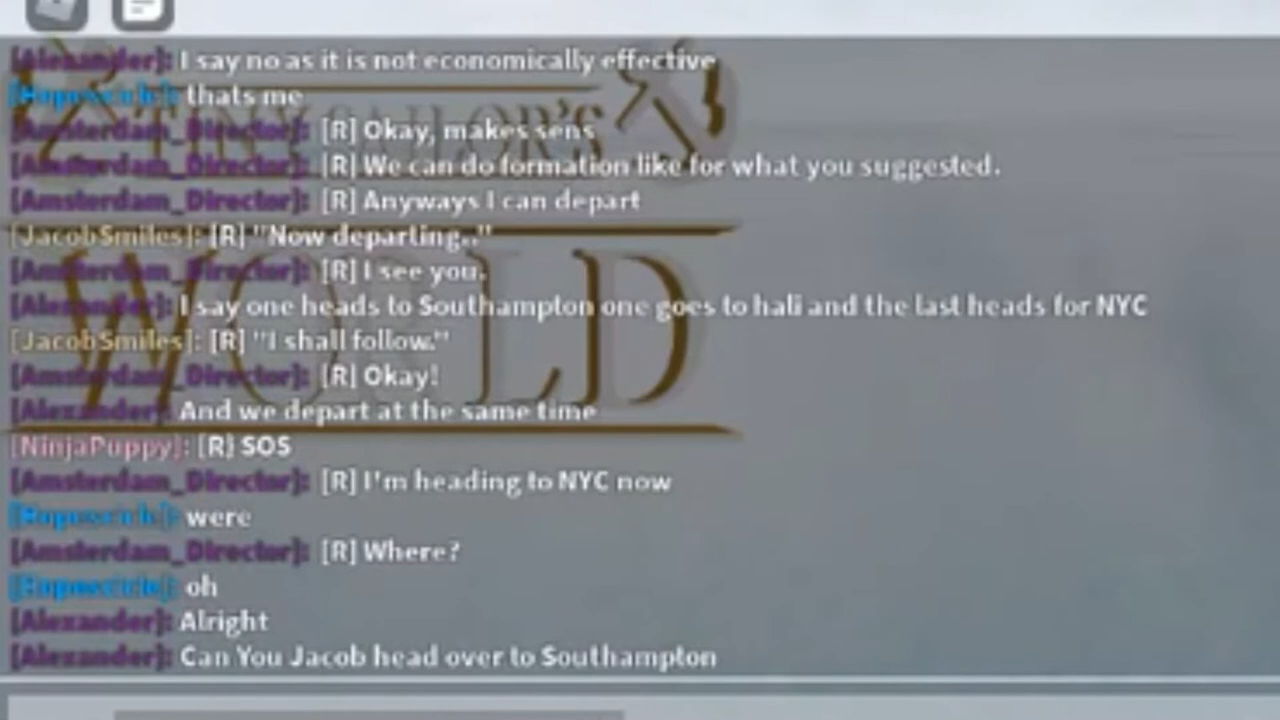 [Alexander]: I say no as it is not economically effective
thats me
[Amsterdam_Director]: [R] Okay, makes sens
[Amsterdam_Director]: [R] We can do formation like for what you suggested.
[Amsterdam_Director]: [R] Anyways I can depart
[JacobSmiles]: [R] "Now departing.."
[Amsterdam_Director]: [R] I see you.
[Alexander]: I say one heads to Southampton one goes to hali and the last heads for NYC
[JacobSmiles]: [R] "I shall follow."
[Amsterdam_Director]: [R] Okay!
[Alexander]: And we depart at the same time
[NinjaPuppy]: [R] SOS
[Amsterdam_Director]: [R] I'm heading to NYC now
were
[Amsterdam_Director]: [R] Where?
oh
[Alexander]: Alright
[Alexander]: Can You Jacob head over to Southampton
TINY SAILOR'S
WORLD